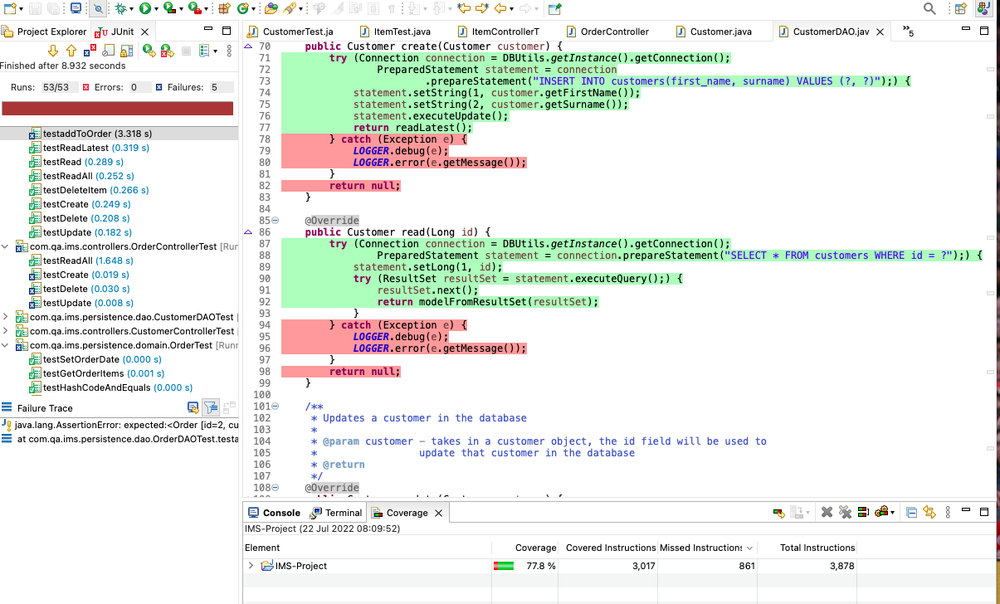 Project Explorer
JUnit
Finished after 8.932 seconds
Runs: 53/53
Errors: 0
Failures: 5
testaddToOrder (3.318 s)
testReadLatest (0.319 s)
testRead (0.289 s)
testReadAll (0.252 s)
testDeleteItem (0.266 s)
testCreate (0.249 s)
testDelete (0.208 s)
testUpdate (0.182 s)
com.qa.ims.controllers.OrderControllerTest [Run
testReadAll (1.648 s)
testCreate (0.019 s)
testDelete (0.030 s)
testUpdate (0.008 s)
com.qa.ims.persistence.dao.CustomerDAOTest
com.qa.ims.controllers.CustomerControllerTest
com.qa.ims.persistence.domain.OrderTest [Run
testSetOrderDate (0.000 s)
testGetOrderItems (0.001 s)
testHashCodeAndEquals (0.000 s)
Failure Trace
java.lang.AssertionError: expected:<Order [id=2, cu
at com.qa.ims.persistence.dao.OrderDAOTest.testa
CustomerTest.ja
ItemTest.java
ItemControllerT
OrderController
Customer.java
CustomerDAO.jav
»5
70 public Customer create(Customer customer) {
71 try (Connection connection = DBUtils.getInstance().getConnection();
72 PreparedStatement statement = connection
73 .prepareStatement("INSERT INTO customers(first_name, surname) VALUES (?, ?)");) {
74 statement.setString(1, customer.getFirstName());
75 statement.setString(2, customer.getSurname());
76 statement.executeUpdate();
77 return readLatest();
78 } catch (Exception e) {
79 LOGGER.debug(e);
80 LOGGER.error(e.getMessage());
81 }
82 return null;
83 }
84
85 @Override
86 public Customer read(Long id) {
87 try (Connection connection = DBUtils.getInstance().getConnection();
88 PreparedStatement statement = connection.prepareStatement("SELECT * FROM customers WHERE id = ?");) {
89 statement.setLong(1, id);
90 try (ResultSet resultSet = statement.executeQuery();) {
91 resultSet.next();
92 return modelFromResultSet(resultSet);
93 }
94 } catch (Exception e) {
95 LOGGER.debug(e);
96 LOGGER.error(e.getMessage());
97 }
98 return null;
99 }
100
101 /**
102 * Updates a customer in the database
103 *
104 * @param customer – takes in a customer object, the id field will be used to
105 * update that customer in the database
106 * @return
107 */
108 @Override
Console
Terminal
Coverage
IMS-Project (22 Jul 2022 08:09:52)
Element Coverage Covered Instructions Missed Instructions Total Instructions
IMS-Project 77.8 % 3,017 861 3,878